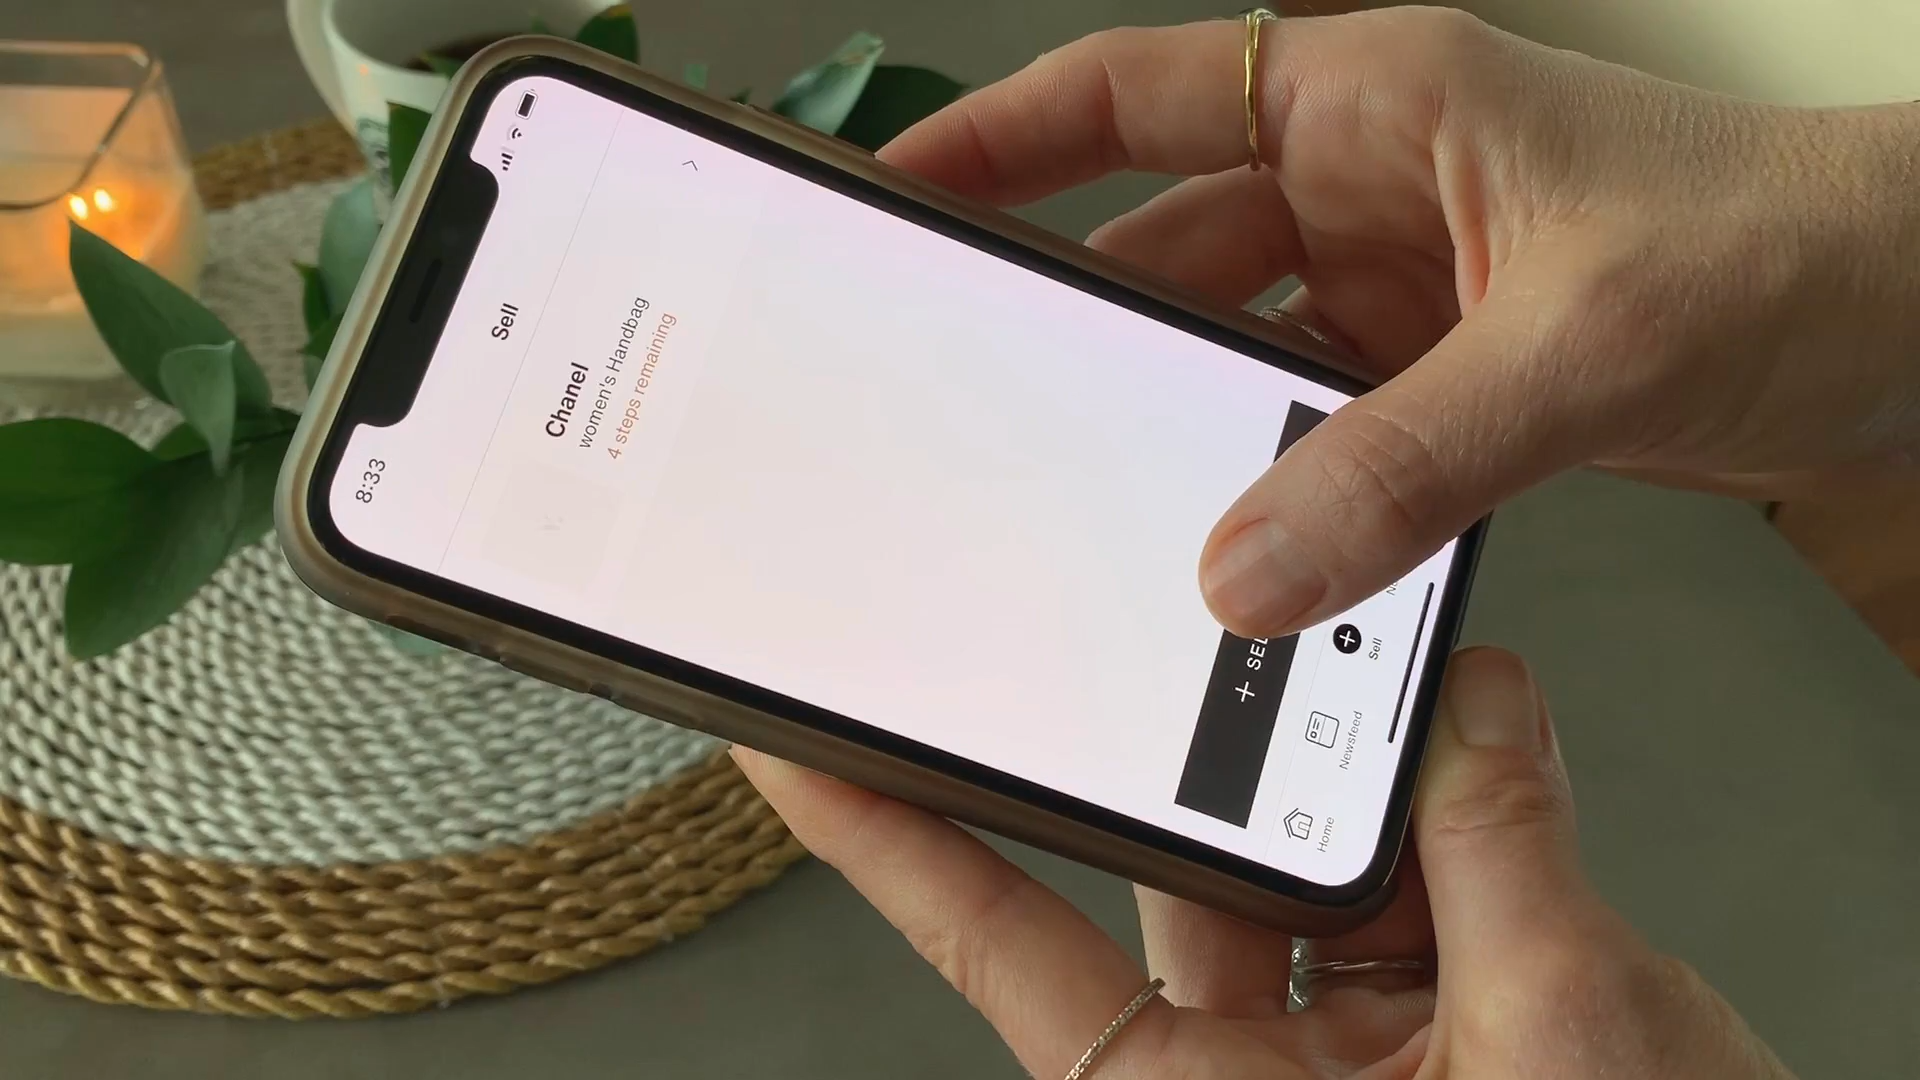 8:33
Sell
Chanel
women's Handbag
4 steps remaining
+ SEL
Home
Newsfeed
Sell